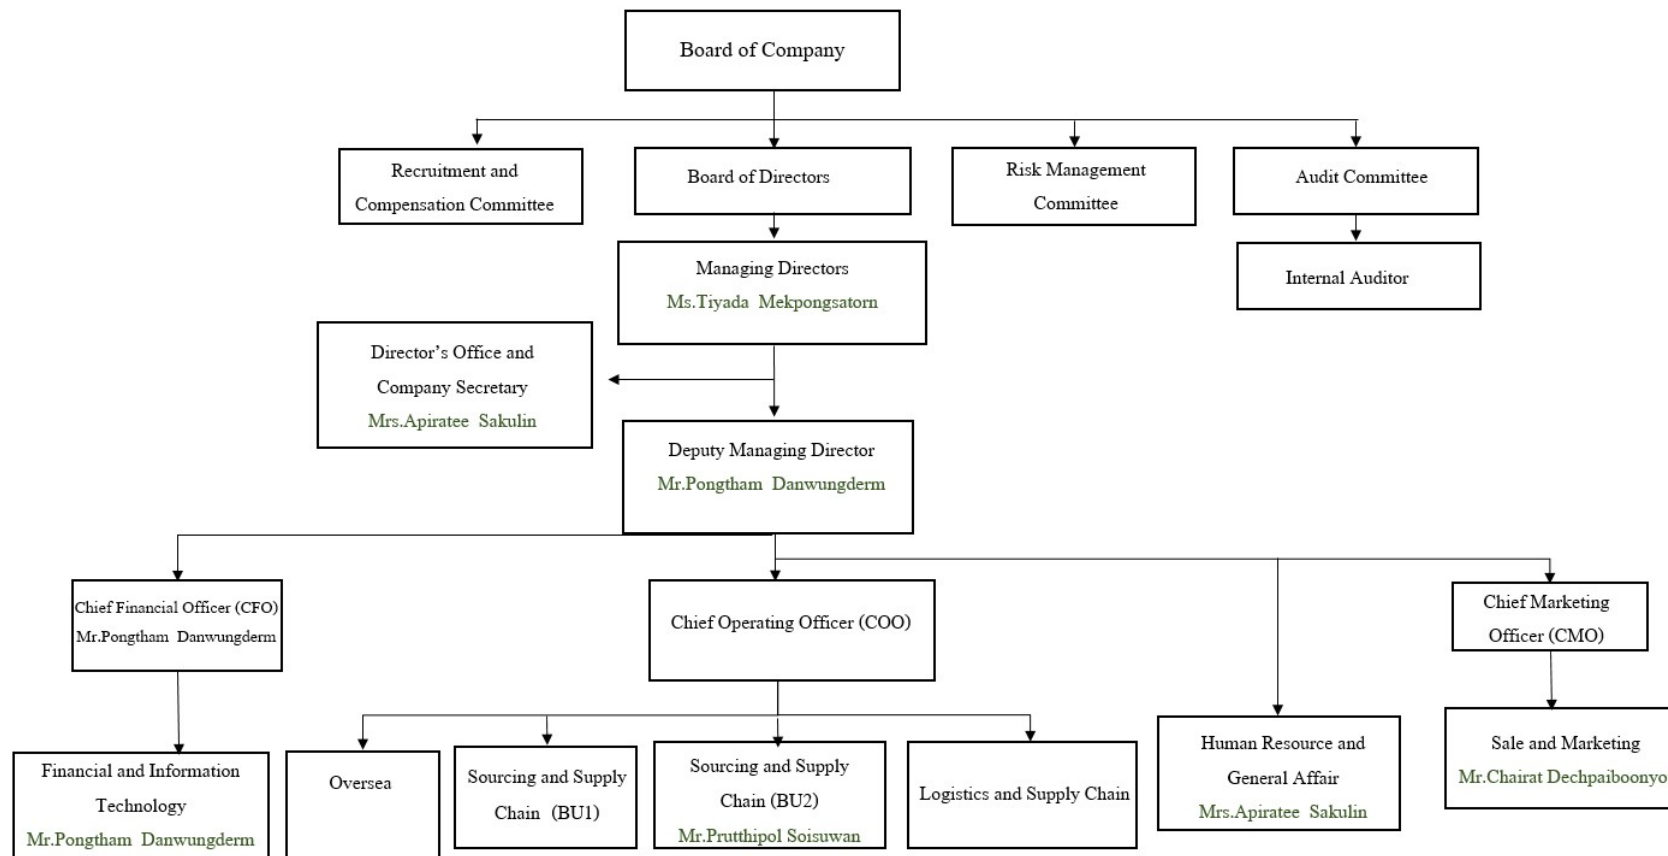 Board of Company
Recruitment and
Compensation Committee
Board of Directors
Risk Management
Committee
Audit Committee
Managing Directors
Ms.Tiyada Mekpongsatorn
Internal Auditor
Director’s Office and
Company Secretary
Mrs.Apiratee Sakulin
Deputy Managing Director
Mr.Pongtham Danwungderm
Chief Financial Officer (CFO)
Mr.Pongtham Danwungderm
Chief Operating Officer (COO)
Chief Marketing
Officer (CMO)
Financial and Information
Technology
Mr.Pongtham Danwungderm
Oversea
Sourcing and Supply
Chain (BU1)
Sourcing and Supply
Chain (BU2)
Mr.Prutthipol Soisuwan
Logistics and Supply Chain
Human Resource and
General Affair
Mrs.Apiratee Sakulin
Sale and Marketing
Mr.Chairat Dechpaiboonyo